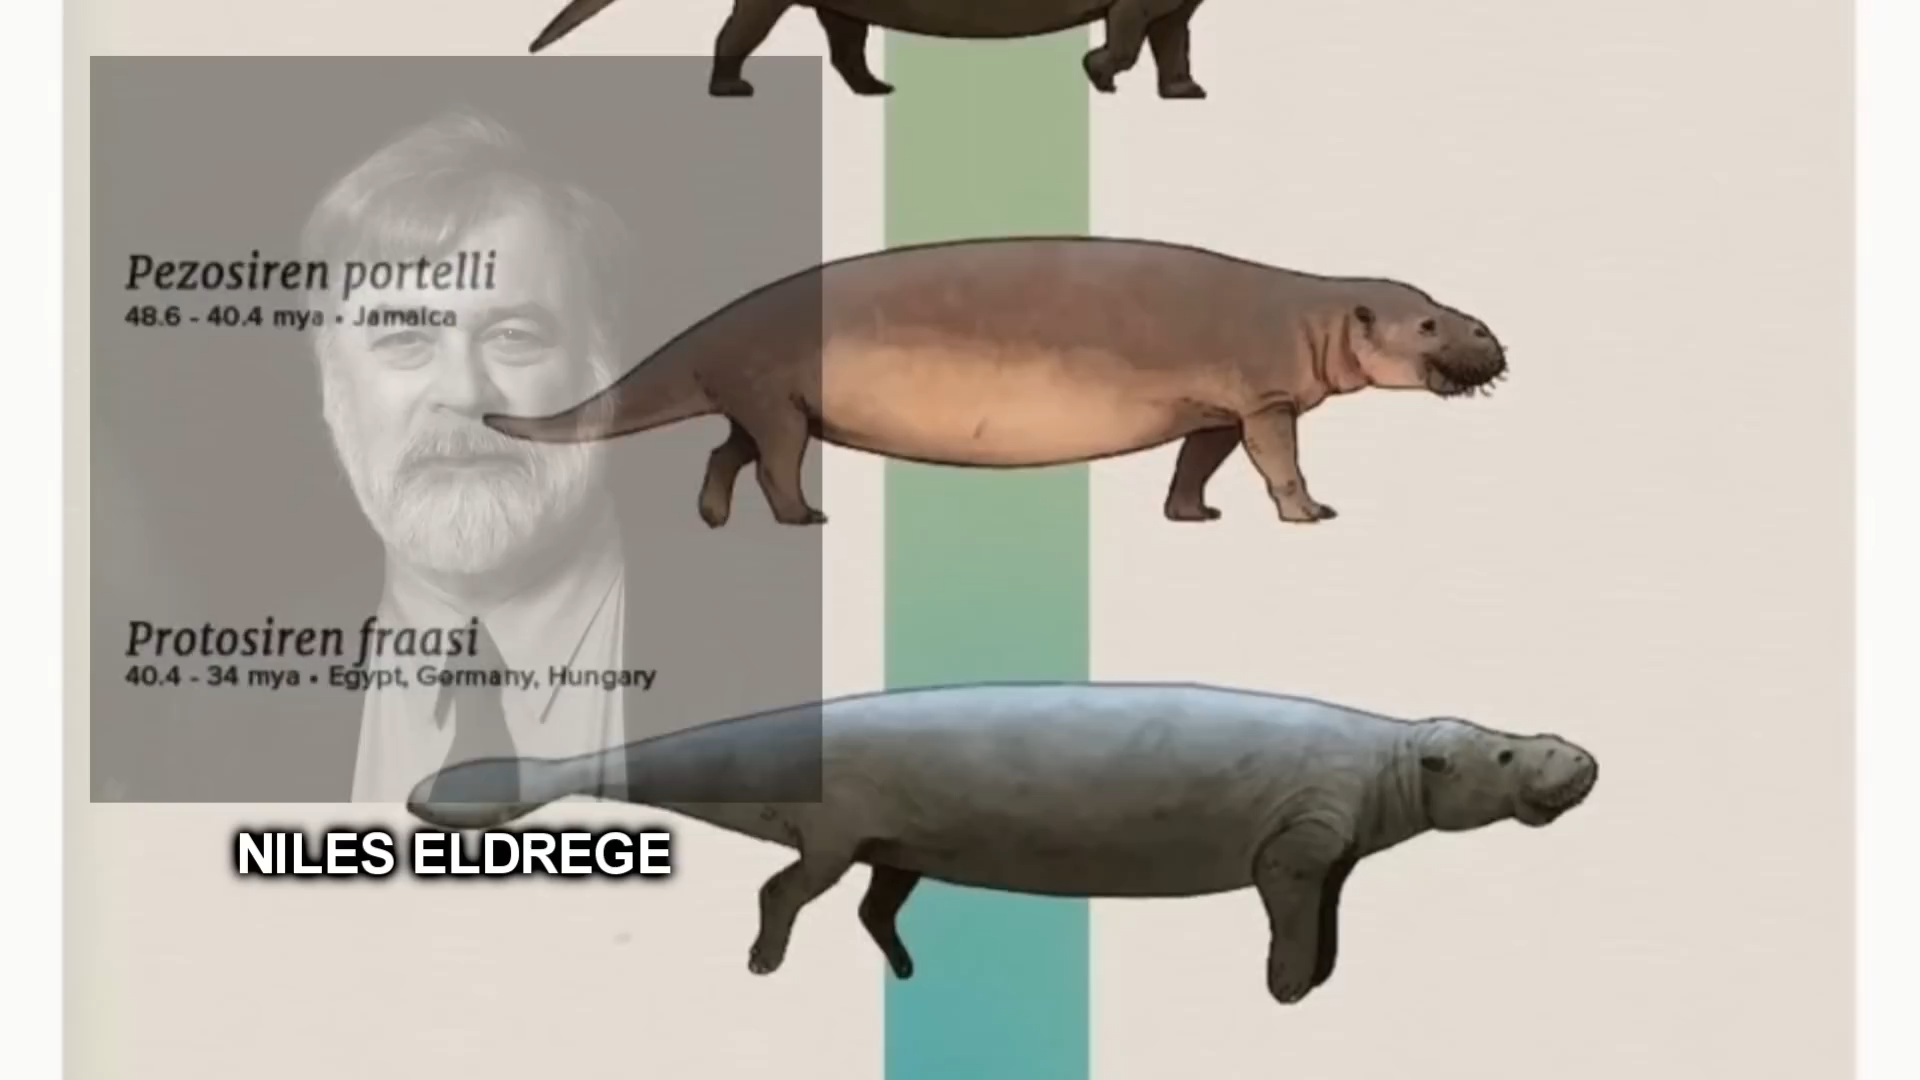 Pezosiren portelli
48.6 - 40.4 mya • Jamaica
Protosiren fraasi
40.4 - 34 mya • Egypt, Germany, Hungary
NILES ELDREGE